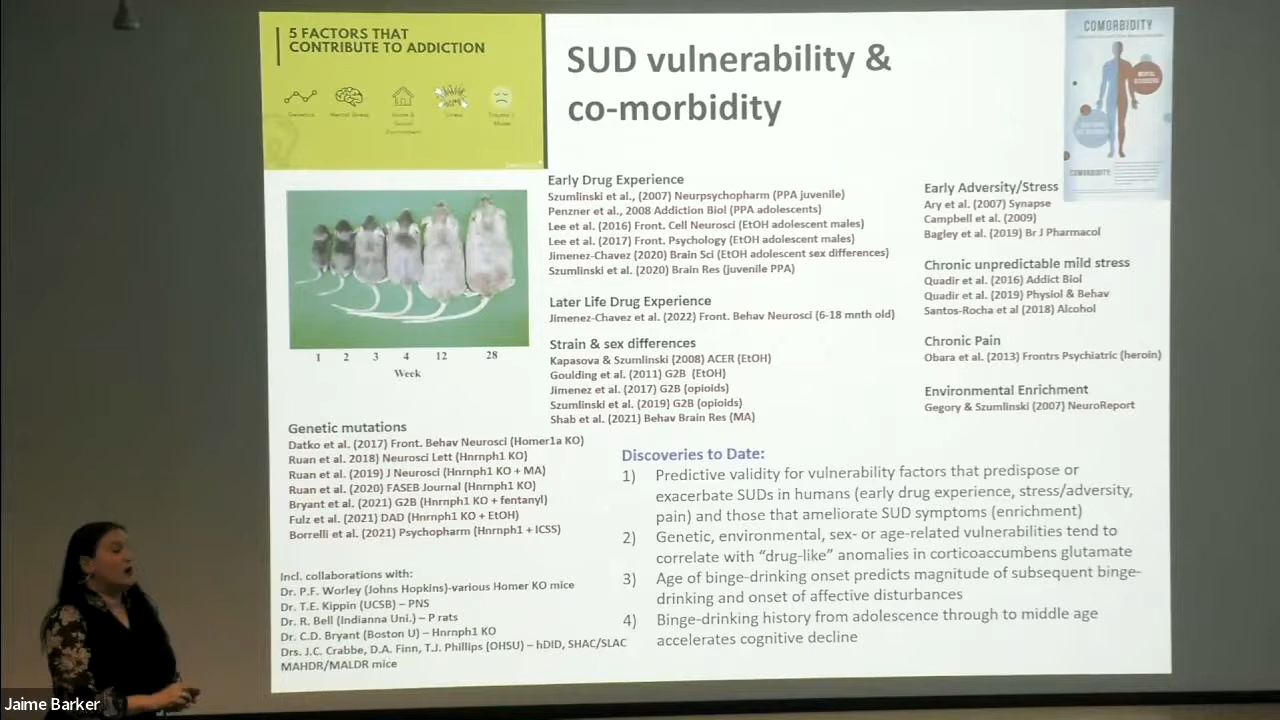 5 FACTORS THAT
CONTRIBUTE TO ADDICTION
Genetics
Mental Illness
Home &
Social
Environment
Stress
Trauma /
Abuse
SUD vulnerability &
co-morbidity
COMORBIDITY
MENTAL
COMORBIDITY:
1 2 3 4 12 28
Week
Early Drug Experience
Szumlinski et al., (2007) Neurpsychopharm (PPA juvenile)
Penzner et al., 2008 Addiction Biol (PPA adolescents)
Lee et al. (2016) Front. Cell Neurosci (EtOH adolescent males)
Lee et al. (2017) Front. Psychology (EtOH adolescent males)
Jimenez-Chavez (2020) Brain Sci (EtOH adolescent sex differences)
Szumlinski et al. (2020) Brain Res (juvenile PPA)
Later Life Drug Experience
Jimenez-Chavez et al. (2022) Front. Behav Neurosci (6-18 mnth old)
Strain & sex differences
Kapasova & Szumlinski (2008) ACER (EtOH)
Goulding et al. (2011) G2B (EtOH)
Jimenez et al. (2017) G2B (opioids)
Szumlinski et al. (2019) G2B (opioids)
Shab et al. (2021) Behav Brain Res (MA)
Early Adversity/Stress
Ary et al. (2007) Synapse
Campbell et al. (2009)
Bagley et al. (2019) Br J Pharmacol
Chronic unpredictable mild stress
Quadir et al. (2016) Addict Biol
Quadir et al. (2019) Physiol & Behav
Santos-Rocha et al (2018) Alcohol
Chronic Pain
Obara et al. (2013) Frontrs Psychiatric (heroin)
Environmental Enrichment
Gegory & Szumlinski (2007) NeuroReport
Genetic mutations
Datko et al. (2017) Front. Behav Neurosci (Homer1a KO)
Ruan et al. 2018) Neurosci Lett (Hnrnph1 KO)
Ruan et al. (2019) J Neurosci (Hnrnph1 KO + MA)
Ruan et al. (2020) FASEB Journal (Hnrnph1 KO)
Bryant et al. (2021) G2B (Hnrnph1 KO + fentanyl)
Fulz et al. (2021) DAD (Hnrnph1 KO + EtOH)
Borrelli et al. (2021) Psychopharm (Hnrnph1 + ICSS)
Incl. collaborations with:
Dr. P.F. Worley (Johns Hopkins)-various Homer KO mice
Dr. T.E. Kippin (UCSB) – PNS
Dr. R. Bell (Indianna Uni.) – P rats
Dr. C.D. Bryant (Boston U) – Hnrnph1 KO
Drs. J.C. Crabbe, D.A. Finn, T.J. Phillips (OHSU) – hDID, SHAC/SLAC
MAHDR/MALDR mice
Discoveries to Date:
1) Predictive validity for vulnerability factors that predispose or
exacerbate SUDs in humans (early drug experience, stress/adversity,
pain) and those that ameliorate SUD symptoms (enrichment)
2) Genetic, environmental, sex- or age-related vulnerabilities tend to
correlate with “drug-like” anomalies in corticoaccumbens glutamate
3) Age of binge-drinking onset predicts magnitude of subsequent binge-
drinking and onset of affective disturbances
4) Binge-drinking history from adolescence through to middle age
accelerates cognitive decline
Jaime Barker